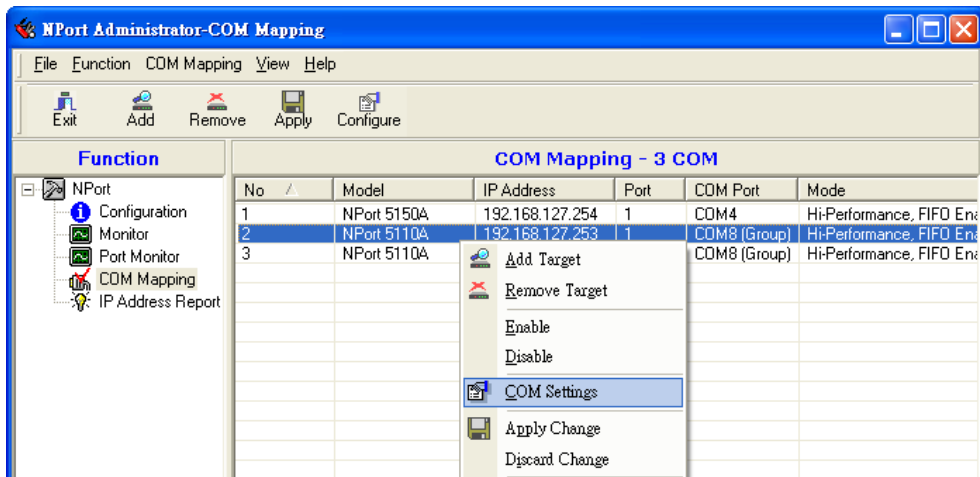 NPort Administrator-COM Mapping
File Function COM Mapping View Help
Exit Add Remove Apply Configure
Function
COM Mapping - 3 COM
NPort
Configuration
Monitor
Port Monitor
COM Mapping
IP Address Report
No Model IP Address Port COM Port Mode
1 NPort 5150A 192.168.127.254 1 COM4 Hi-Performance, FIFO Ena
2 NPort 5110A 192.168.127.253 1 COM8 (Group) Hi-Performance, FIFO Ena
3 NPort 5110A COM8 (Group) Hi-Performance, FIFO Ena
Add Target
Remove Target
Enable
Disable
COM Settings
Apply Change
Discard Change